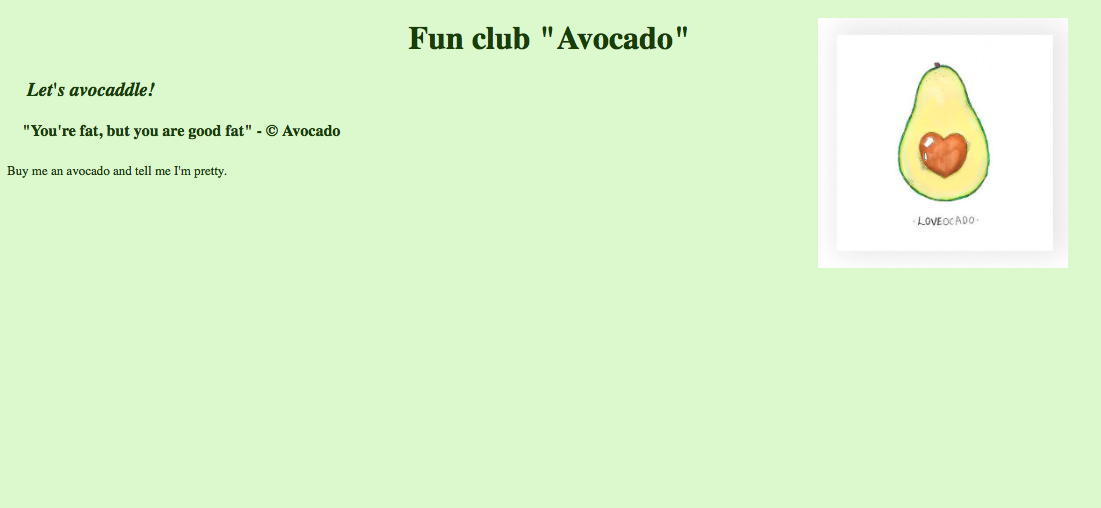 Fun club "Avocado"
Let's avocaddle!
"You're fat, but you are good fat" - © Avocado
Buy me an avocado and tell me I'm pretty.
·LOVEOCADO·